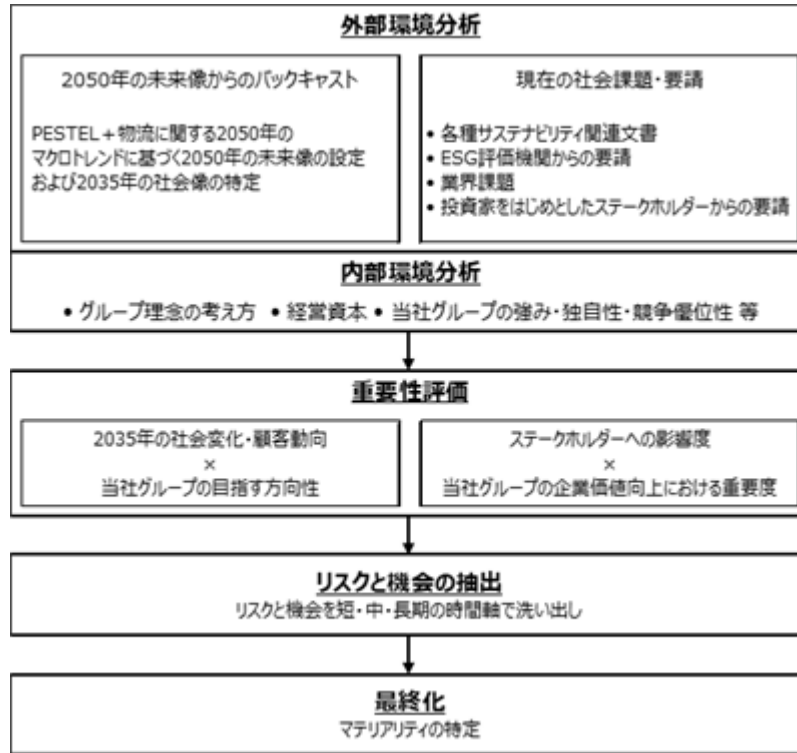 外部環境分析
2050年の未来像からのバックキャスト
PESTEL＋物流に関する2050年の
マクロトレンドに基づく2050年の未来像の設定
および2035年の社会像の特定
現在の社会課題・要請
• 各種サステナビリティ関連文書
• ESG評価機関からの要請
• 業界課題
• 投資家をはじめとしたステークホルダーからの要請
内部環境分析
• グループ理念の考え方 • 経営資本 • 当社グループの強み・独自性・競争優位性 等
重要性評価
2035年の社会変化・顧客動向
×
当社グループの目指す方向性
ステークホルダーへの影響度
×
当社グループの企業価値向上における重要度
リスクと機会の抽出
リスクと機会を短・中・長期の時間軸で洗い出し
最終化
マテリアリティの特定